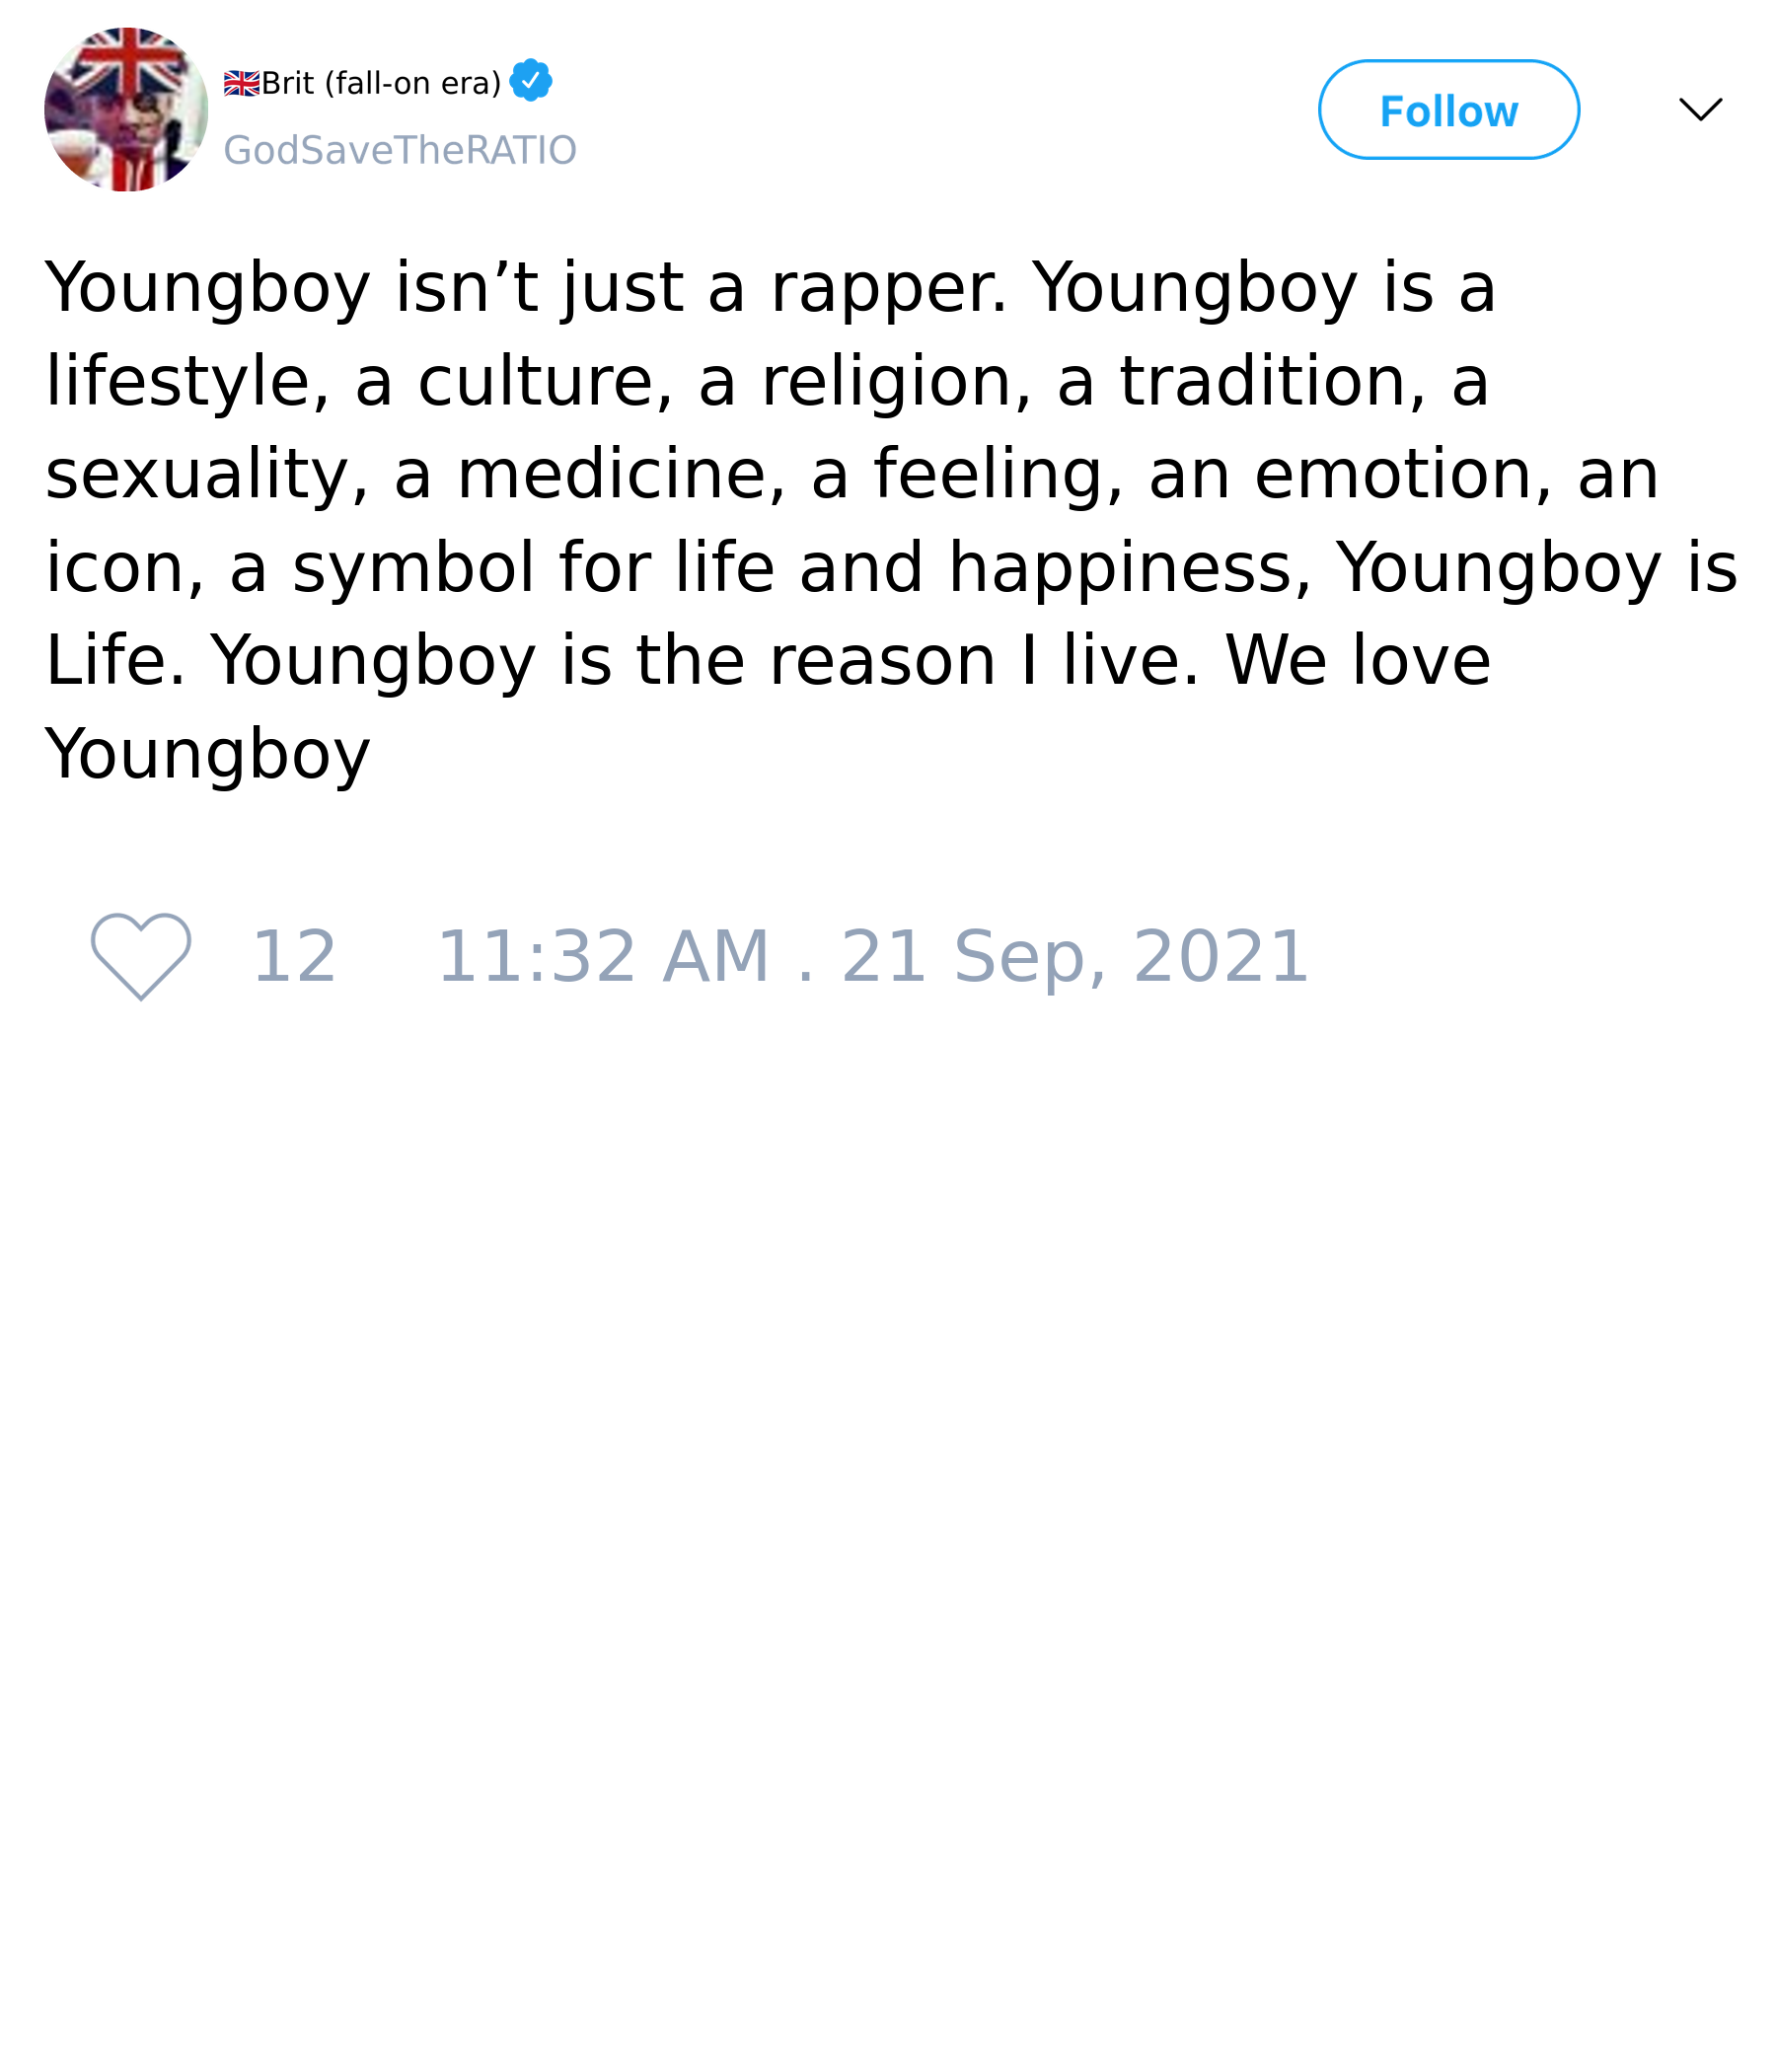 🇬🇧Brit (fall-on era)
GodSaveTheRATIO
Follow
Youngboy isn’t just a rapper. Youngboy is a
lifestyle, a culture, a religion, a tradition, a
sexuality, a medicine, a feeling, an emotion, an
icon, a symbol for life and happiness, Youngboy is
Life. Youngboy is the reason I live. We love
Youngboy
12 11:32 AM . 21 Sep, 2021